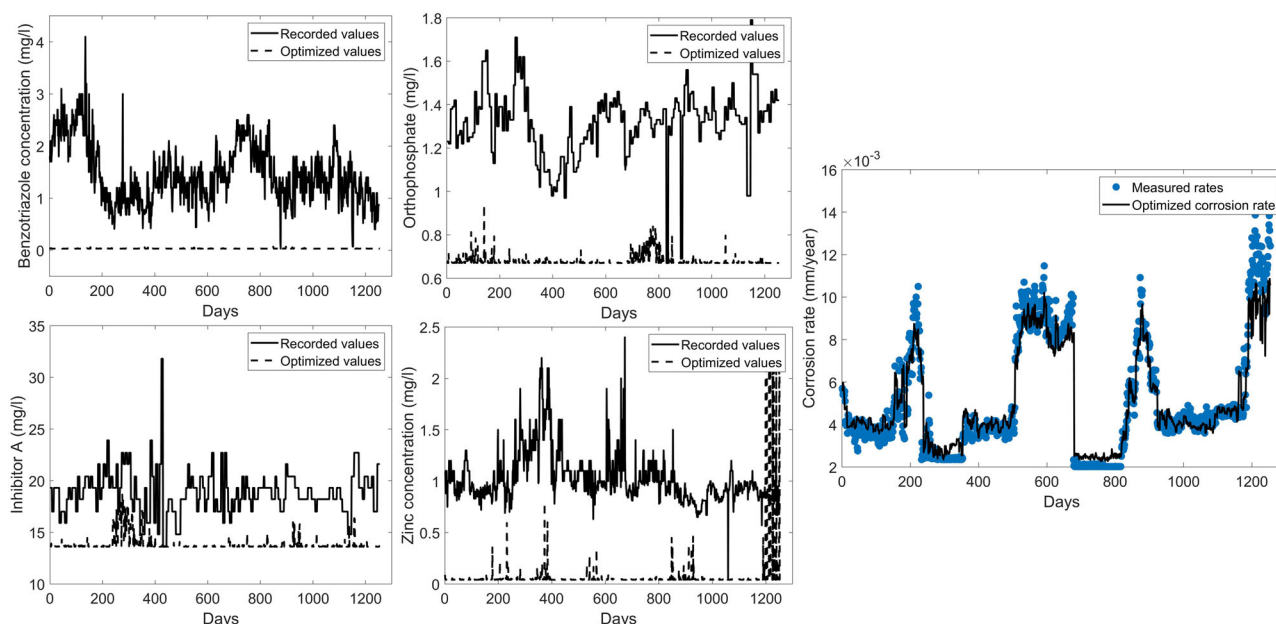 Benzotriazole concentration (mg/l)
4
3
2
1
0
0 200 400 600 800 1000 1200
Days
Recorded values
Optimized values
Orthophosphate (mg/l)
1.8
1.6
1.4
1.2
1
0.8
0.6
0 200 400 600 800 1000 1200
Days
Recorded values
Optimized values
Inhibitor A (mg/l)
35
30
25
20
15
10
0 200 400 600 800 1000 1200
Days
Recorded values
Optimized values
Zinc concentration (mg/l)
2.5
2
1.5
1
0.5
0
0 200 400 600 800 1000 1200
Days
Recorded values
Optimized values
Corrosion rate (mm/year)
×10⁻³
16
14
12
10
8
6
4
2
0 200 400 600 800 1000 1200
Days
Measured rates
Optimized corrosion rate